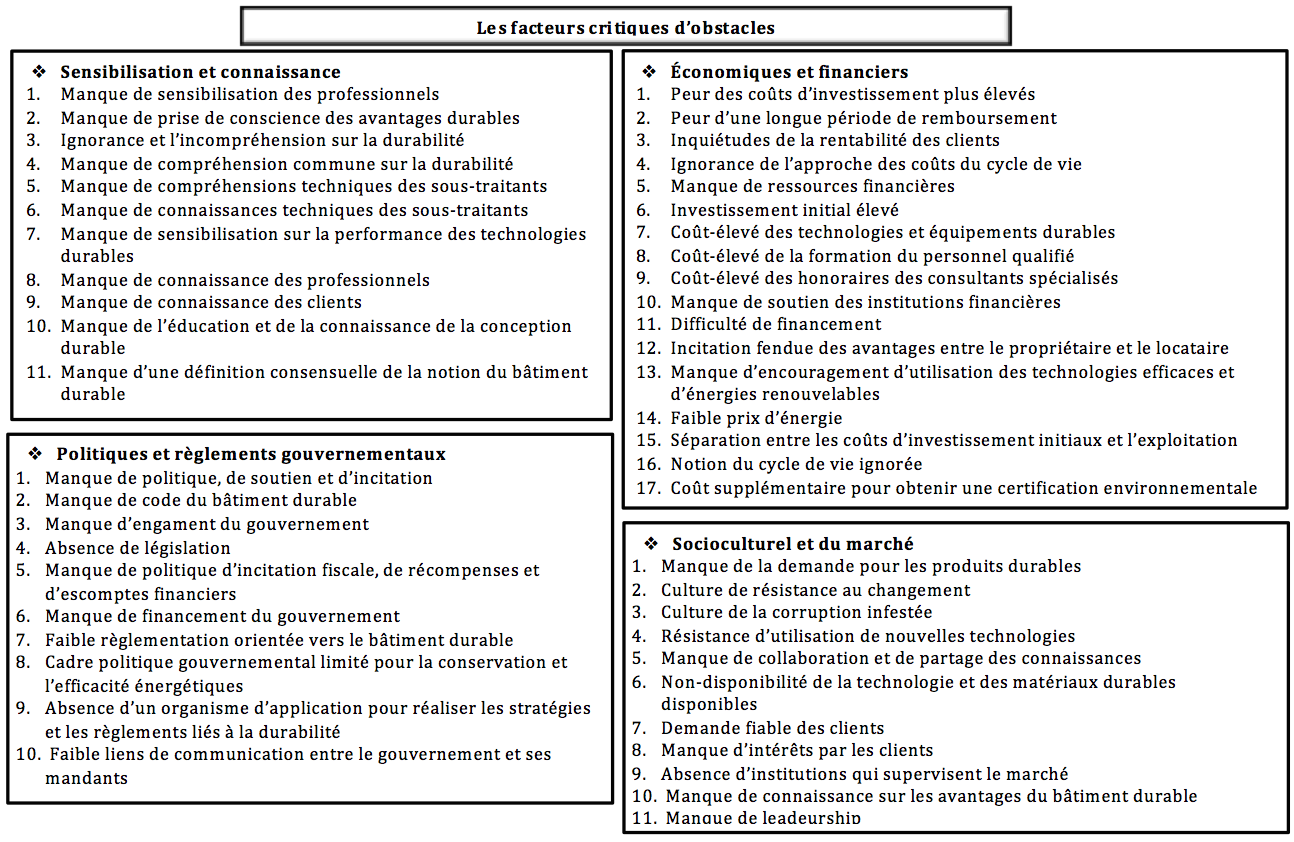 Les facteurs critiques d'obstacles
❖ Sensibilisation et connaissance
1. Manque de sensibilisation des professionnels
2. Manque de prise de conscience des avantages durables
3. Ignorance et l'incompréhension sur la durabilité
4. Manque de compréhension commune sur la durabilité
5. Manque de compréhensions techniques des sous-traitants
6. Manque de connaissances techniques des sous-traitants
7. Manque de sensibilisation sur la performance des technologies
durables
8. Manque de connaissance des professionnels
9. Manque de connaissance des clients
10. Manque de l'éducation et de la connaissance de la conception
durable
11. Manque d'une définition consensuelle de la notion du bâtiment
durable
❖ Politiques et règlements gouvernementaux
1. Manque de politique, de soutien et d'incitation
2. Manque de code du bâtiment durable
3. Manque d'engament du gouvernement
4. Absence de législation
5. Manque de politique d'incitation fiscale, de récompenses et
d'escomptes financiers
6. Manque de financement du gouvernement
7. Faible règlementation orientée vers le bâtiment durable
8. Cadre politique gouvernemental limité pour la conservation et
l'efficacité énergétiques
9. Absence d'un organisme d'application pour réaliser les stratégies
et les règlements liés à la durabilité
10. Faible liens de communication entre le gouvernement et ses
mandants
❖ Économiques et financiers
1. Peur des coûts d'investissement plus élevés
2. Peur d'une longue période de remboursement
3. Inquiétudes de la rentabilité des clients
4. Ignorance de l'approche des coûts du cycle de vie
5. Manque de ressources financières
6. Investissement initial élevé
7. Coût-élevé des technologies et équipements durables
8. Coût-élevé de la formation du personnel qualifié
9. Coût-élevé des honoraires des consultants spécialisés
10. Manque de soutien des institutions financières
11. Difficulté de financement
12. Incitation fendue des avantages entre le propriétaire et le locataire
13. Manque d'encouragement d'utilisation des technologies efficaces et
d'énergies renouvelables
14. Faible prix d'énergie
15. Séparation entre les coûts d'investissement initiaux et l'exploitation
16. Notion du cycle de vie ignorée
17. Coût supplémentaire pour obtenir une certification environnementale
❖ Socioculturel et du marché
1. Manque de la demande pour les produits durables
2. Culture de résistance au changement
3. Culture de la corruption infestée
4. Résistance d'utilisation de nouvelles technologies
5. Manque de collaboration et de partage des connaissances
6. Non-disponibilité de la technologie et des matériaux durables
disponibles
7. Demande fiable des clients
8. Manque d'intérêts par les clients
9. Absence d'institutions qui supervisent le marché
10. Manque de connaissance sur les avantages du bâtiment durable
11. Manque de leadeurship